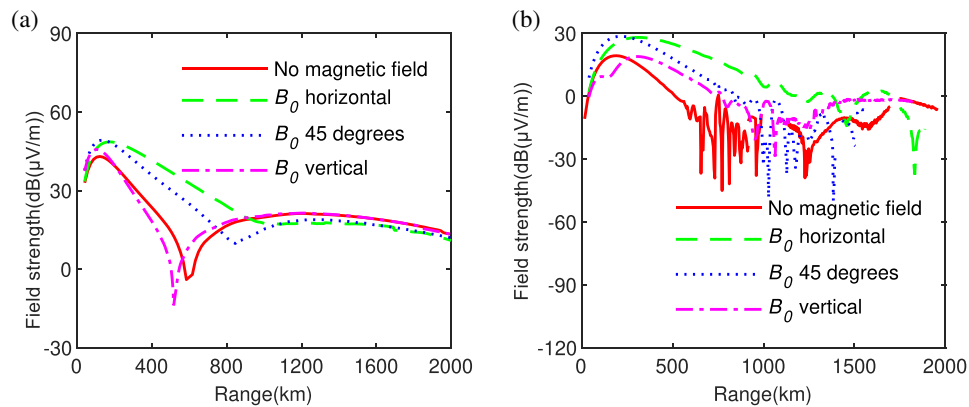 (a)
90
60
30
0
-30
0 400 800 1200 1600 2000
Field strength(dB(μV/m))
Range(km)
No magnetic field
B0 horizontal
B0 45 degrees
B0 vertical
(b)
30
0
-30
-60
-90
-120
0 500 1000 1500 2000
Field strength(dB(μV/m))
Range(km)
No magnetic field
B0 horizontal
B0 45 degrees
B0 vertical